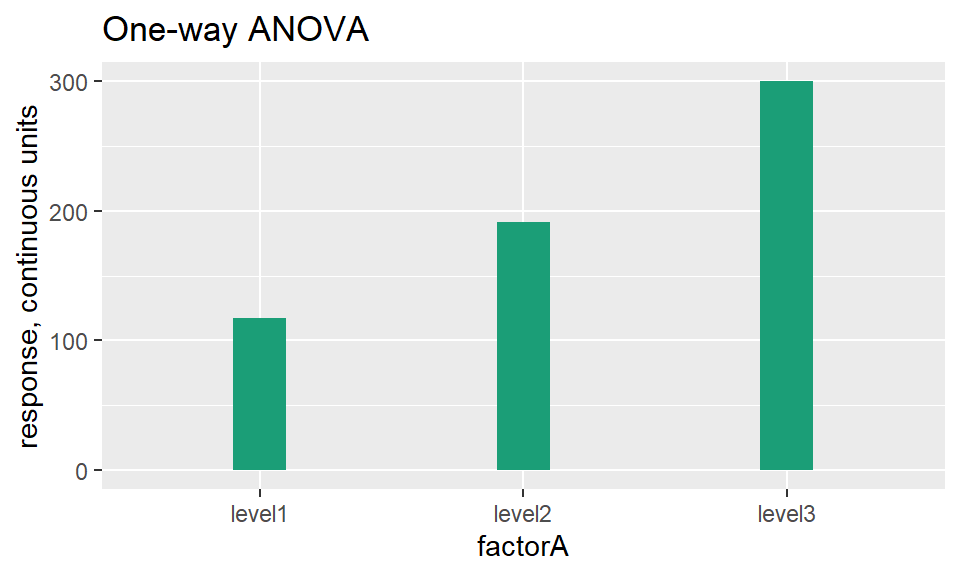 One-way ANOVA
response, continuous units
300
200
100
0
level1 level2 level3
factorA